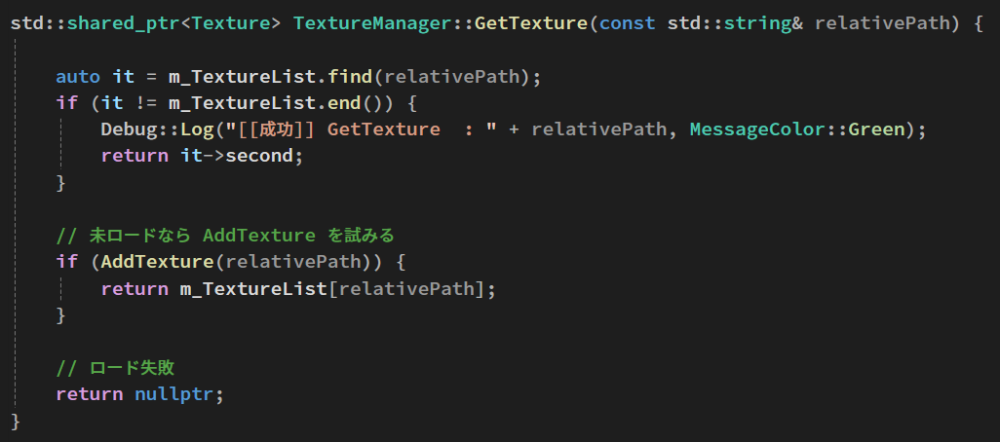 std::shared_ptr<Texture> TextureManager::GetTexture(const std::string& relativePath) {
    auto it = m_TextureList.find(relativePath);
    if (it != m_TextureList.end()) {
        Debug::Log("[[成功]] GetTexture  : " + relativePath, MessageColor::Green);
        return it->second;
    }
    // 未ロードなら AddTexture を試みる
    if (AddTexture(relativePath)) {
        return m_TextureList[relativePath];
    }
    // ロード失敗
    return nullptr;
}